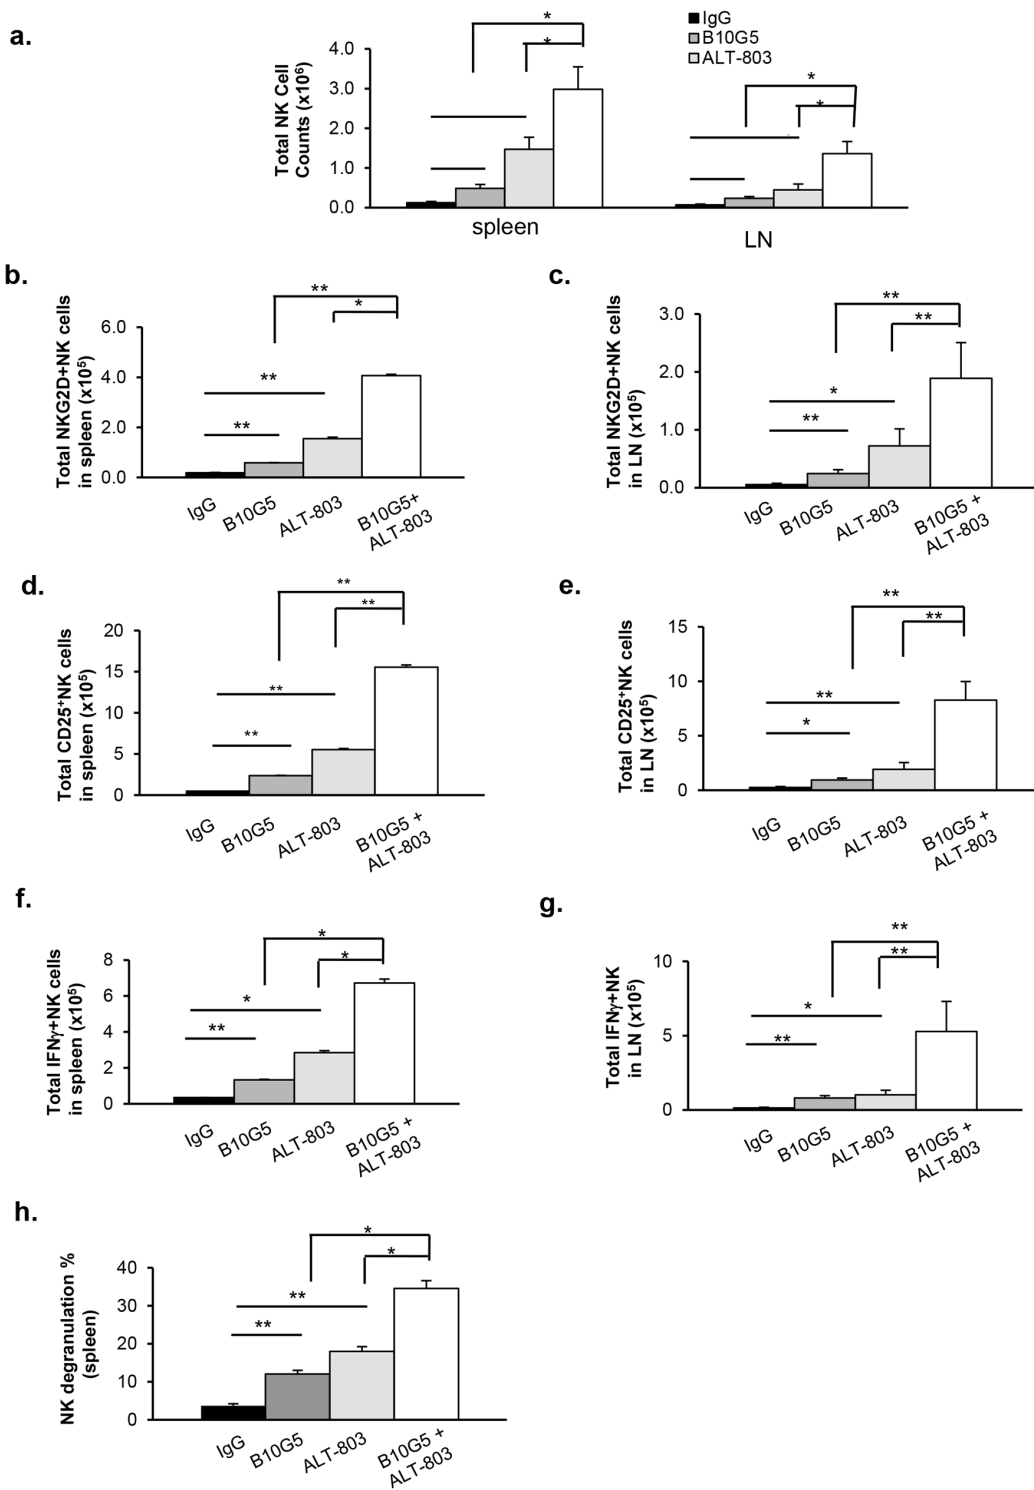 a.
Total NK Cell
Counts (x10⁶)
4.0
3.0
2.0
1.0
0.0
* *
* *
IgG
B10G5
ALT-803
spleen
LN
b.
Total NKG2D+NK cells
in spleen (x10⁵)
6.0
4.0
2.0
0.0
**
*
**
**
IgG
B10G5
ALT-803
B10G5+
ALT-803
c.
Total NKG2D+NK cells
in LN (x10⁵)
3.0
2.0
1.0
0.0
**
**
*
**
IgG
B10G5
ALT-803
B10G5 +
ALT-803
d.
Total CD25⁺NK cells
in spleen (x10⁵)
20
15
10
5
0
**
**
**
**
IgG
B10G5
ALT-803
B10G5 +
ALT-803
e.
Total CD25⁺NK cells
in LN (x10⁵)
15
10
5
0
**
**
**
*
IgG
B10G5
ALT-803
B10G5 +
ALT-803
f.
Total IFNγ+NK cells
in spleen (x10⁵)
8
6
4
2
0
*
*
*
**
IgG
B10G5
ALT-803
B10G5 +
ALT-803
g.
Total IFNγ+NK
in LN (x10⁵)
10
5
0
**
**
*
**
IgG
B10G5
ALT-803
B10G5 +
ALT-803
h.
NK degranulation %
(spleen)
40
30
20
10
0
*
*
**
**
IgG
B10G5
ALT-803
B10G5 +
ALT-803